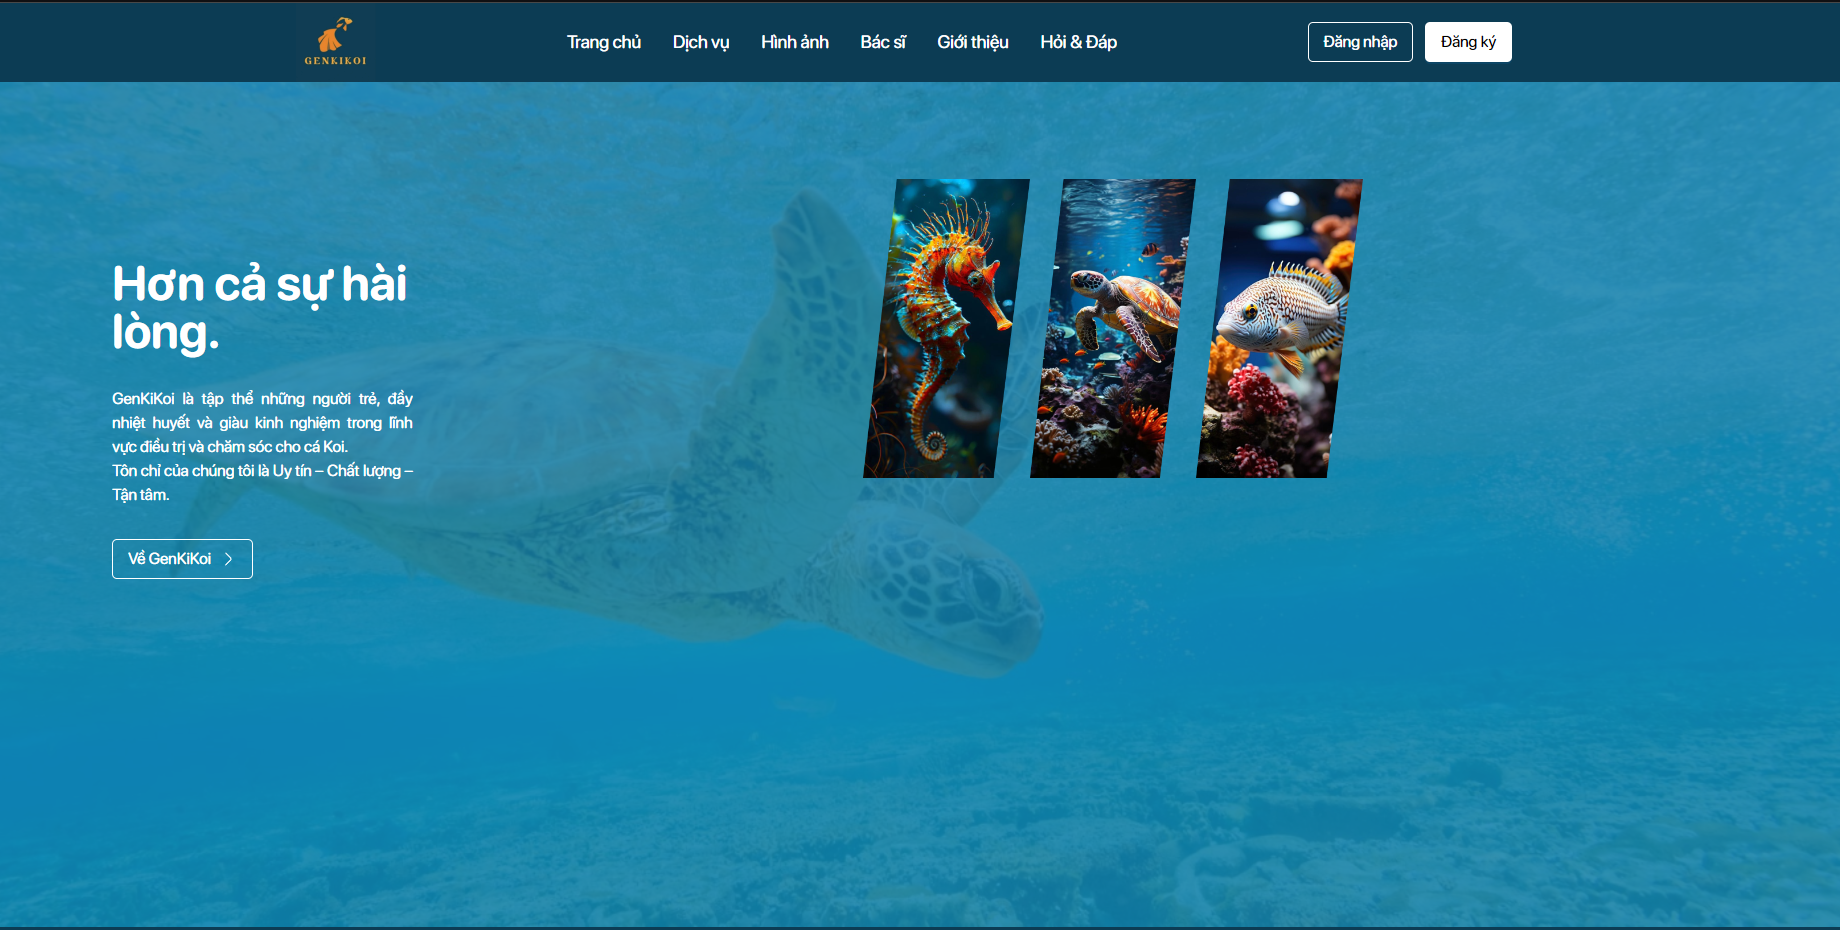 GENKIKOI
Trang chủ
Dịch vụ
Hình ảnh
Bác sĩ
Giới thiệu
Hỏi & Đáp
Đăng nhập
Đăng ký
Hơn cả sự hài
lòng.
GenKiKoi là tập thể những người trẻ, đầy
nhiệt huyết và giàu kinh nghiệm trong lĩnh
vực điều trị và chăm sóc cho cá Koi.
Tôn chỉ của chúng tôi là Uy tín – Chất lượng –
Tận tâm.
Về GenKiKoi